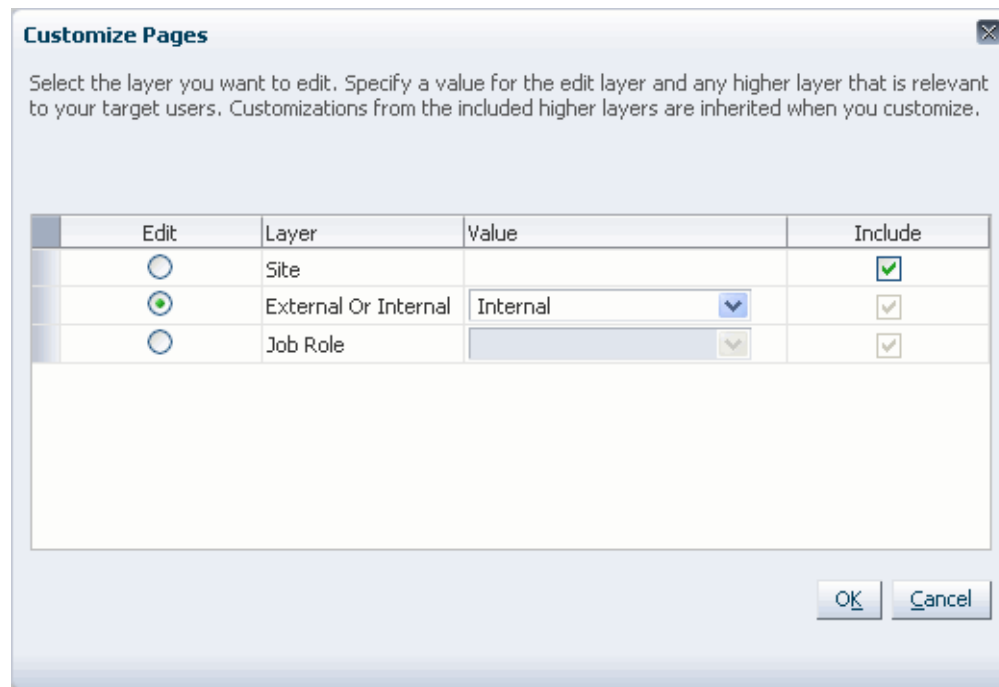 Customize Pages
Select the layer you want to edit. Specify a value for the edit layer and any higher layer that is relevant
to your target users. Customizations from the included higher layers are inherited when you customize.
Edit Layer Value Include
Site
External Or Internal Internal
Job Role
OK Cancel